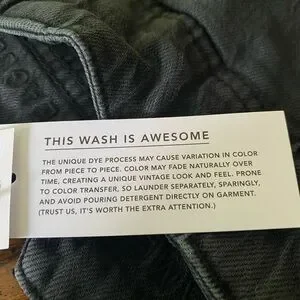 THIS WASH IS AWESOME
THE UNIQUE DYE PROCESS MAY CAUSE VARIATION IN COLOR
FROM PIECE TO PIECE. COLOR MAY FADE NATURALLY OVER
TIME, CREATING A UNIQUE VINTAGE LOOK AND FEEL. PRONE
TO COLOR TRANSFER, SO LAUNDER SEPARATELY, SPARINGLY,
AND AVOID POURING DETERGENT DIRECTLY ON GARMENT.
(TRUST US, IT'S WORTH THE EXTRA ATTENTION.)